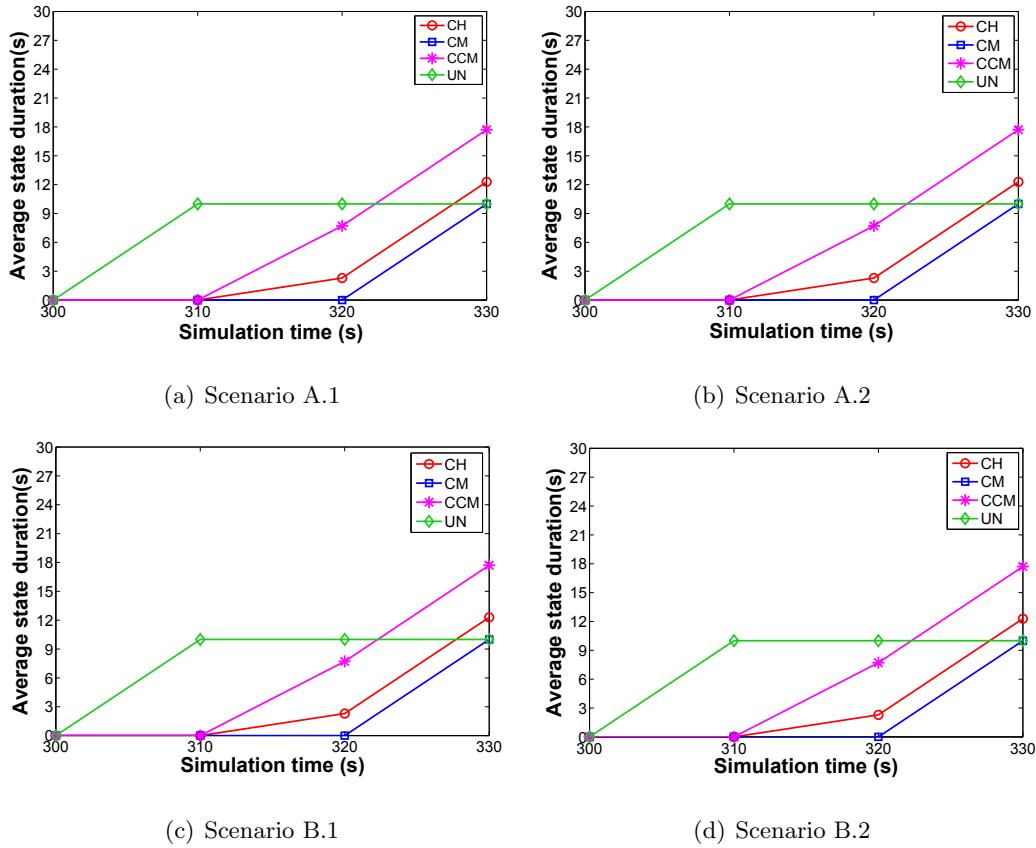 30
27
24
21
18
15
12
9
6
3
0
300 310 320 330
Average state duration(s)
Simulation time (s)
CH
CM
CCM
UN
(a) Scenario A.1
30
27
24
21
18
15
12
9
6
3
0
300 310 320 330
Average state duration(s)
Simulation time (s)
CH
CM
CCM
UN
(b) Scenario A.2
30
27
24
21
18
15
12
9
6
3
0
300 310 320 330
Average state duration(s)
Simulation time (s)
CH
CM
CCM
UN
(c) Scenario B.1
30
27
24
21
18
15
12
9
6
3
0
300 310 320 330
Average state duration(s)
Simulation time (s)
CH
CM
CCM
UN
(d) Scenario B.2